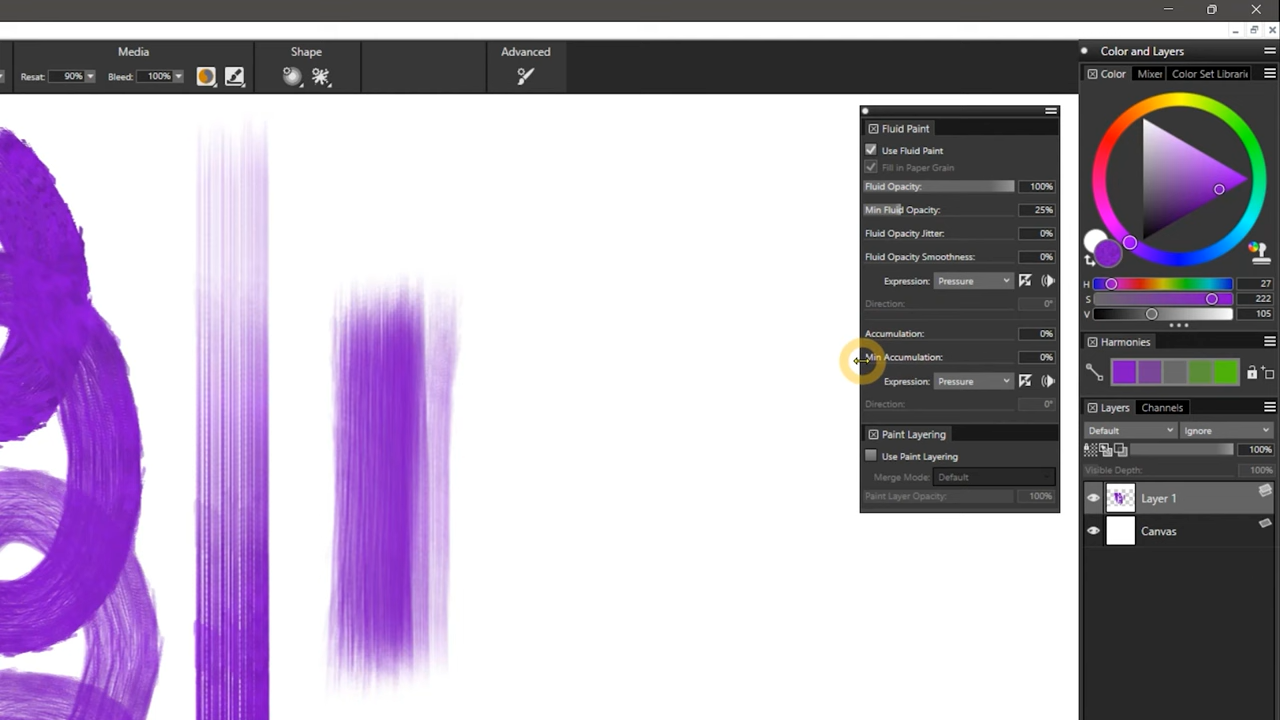 Media
Shape
Advanced
Resat: 90%
Bleed: 100%
Color and Layers
Color
Mixer
Color Set Librari
H 27
S 222
V 105
Harmonies
Layers
Channels
Default
Ignore
100%
Visible Depth: 100%
Layer 1
Canvas
Fluid Paint
Use Fluid Paint
Fill in Paper Grain
Fluid Opacity: 100%
Min Fluid Opacity: 25%
Fluid Opacity Jitter: 0%
Fluid Opacity Smoothness: 0%
Expression: Pressure
Direction: 0°
Accumulation: 0%
Min Accumulation: 0%
Expression: Pressure
Direction: 0°
Paint Layering
Use Paint Layering
Merge Mode: Default
Paint Layer Opacity: 100%